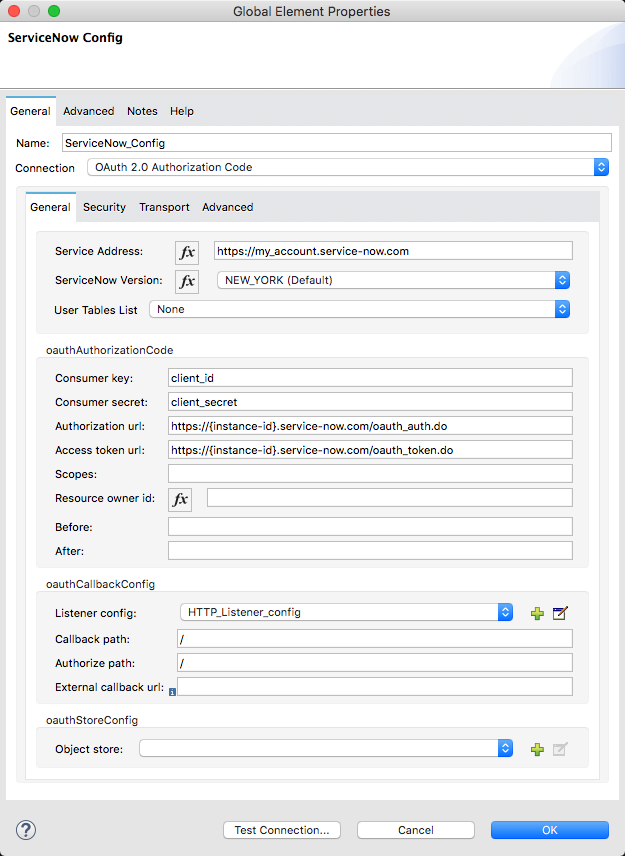 Global Element Properties
ServiceNow Config
General Advanced Notes Help
Name: ServiceNow_Config
Connection OAuth 2.0 Authorization Code
General Security Transport Advanced
Service Address: fx https://my_account.service-now.com
ServiceNow Version: fx NEW_YORK (Default)
User Tables List None
oauthAuthorizationCode
Consumer key: client_id
Consumer secret: client_secret
Authorization url: https://{instance-id}.service-now.com/oauth_auth.do
Access token url: https://{instance-id}.service-now.com/oauth_token.do
Scopes:
Resource owner id: fx
Before:
After:
oauthCallbackConfig
Listener config: HTTP_Listener_config
Callback path: /
Authorize path: /
External callback url: i
oauthStoreConfig
Object store:
? Test Connection... Cancel OK